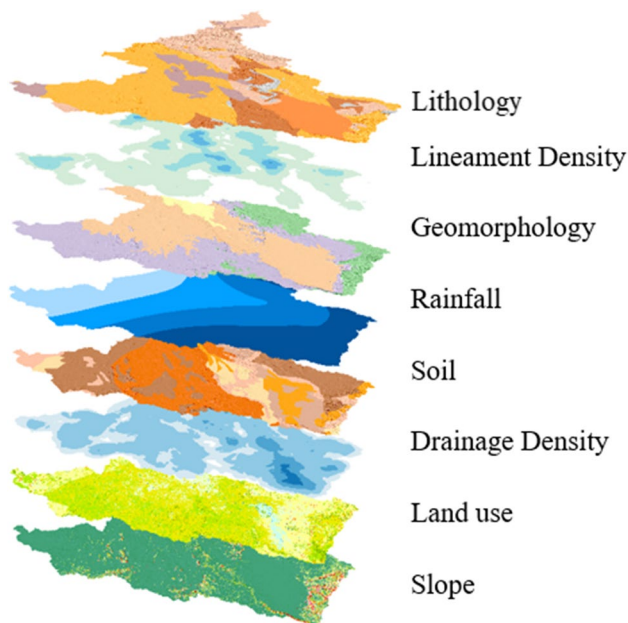 Lithology
Lineament Density
Geomorphology
Rainfall
Soil
Drainage Density
Land use
Slope